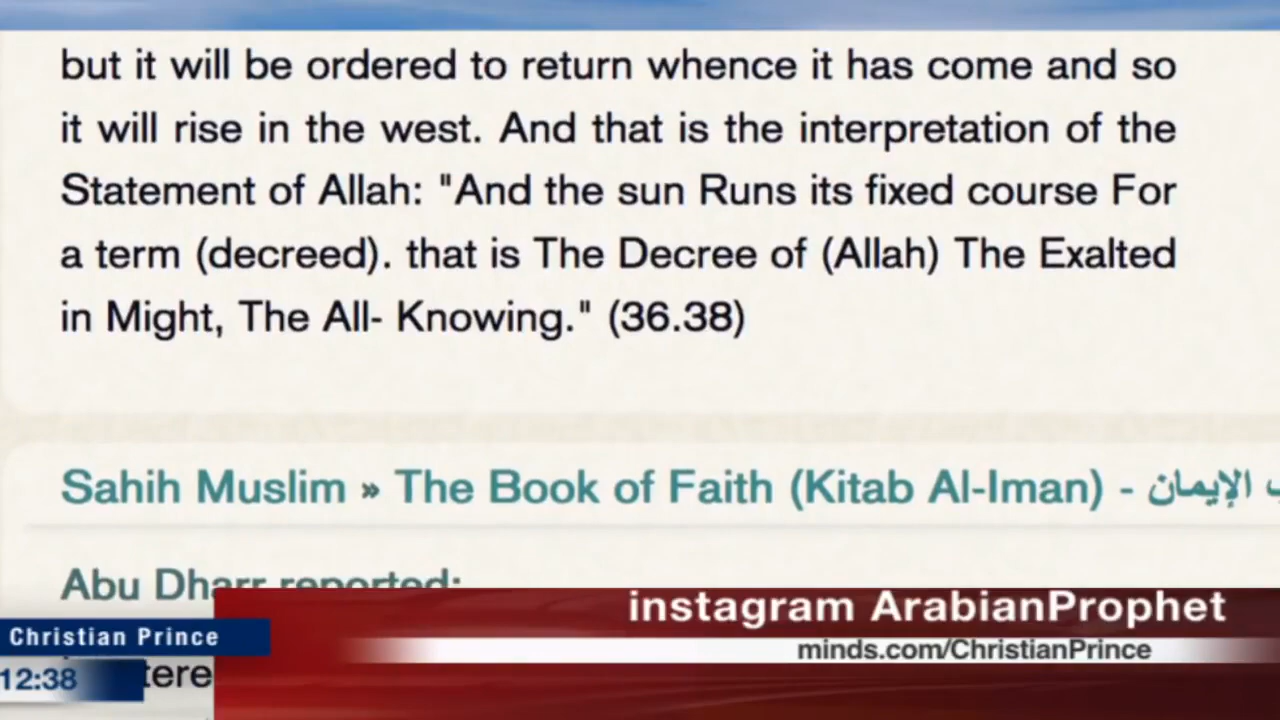 but it will be ordered to return whence it has come and so
it will rise in the west. And that is the interpretation of the
Statement of Allah: "And the sun Runs its fixed course For
a term (decreed). that is The Decree of (Allah) The Exalted
in Might, The All- Knowing." (36.38)
Sahih Muslim » The Book of Faith (Kitab Al-Iman) - الإيمان
Abu Dharr reported:
instagram ArabianProphet
Christian Prince
minds.com/ChristianPrince
12:38